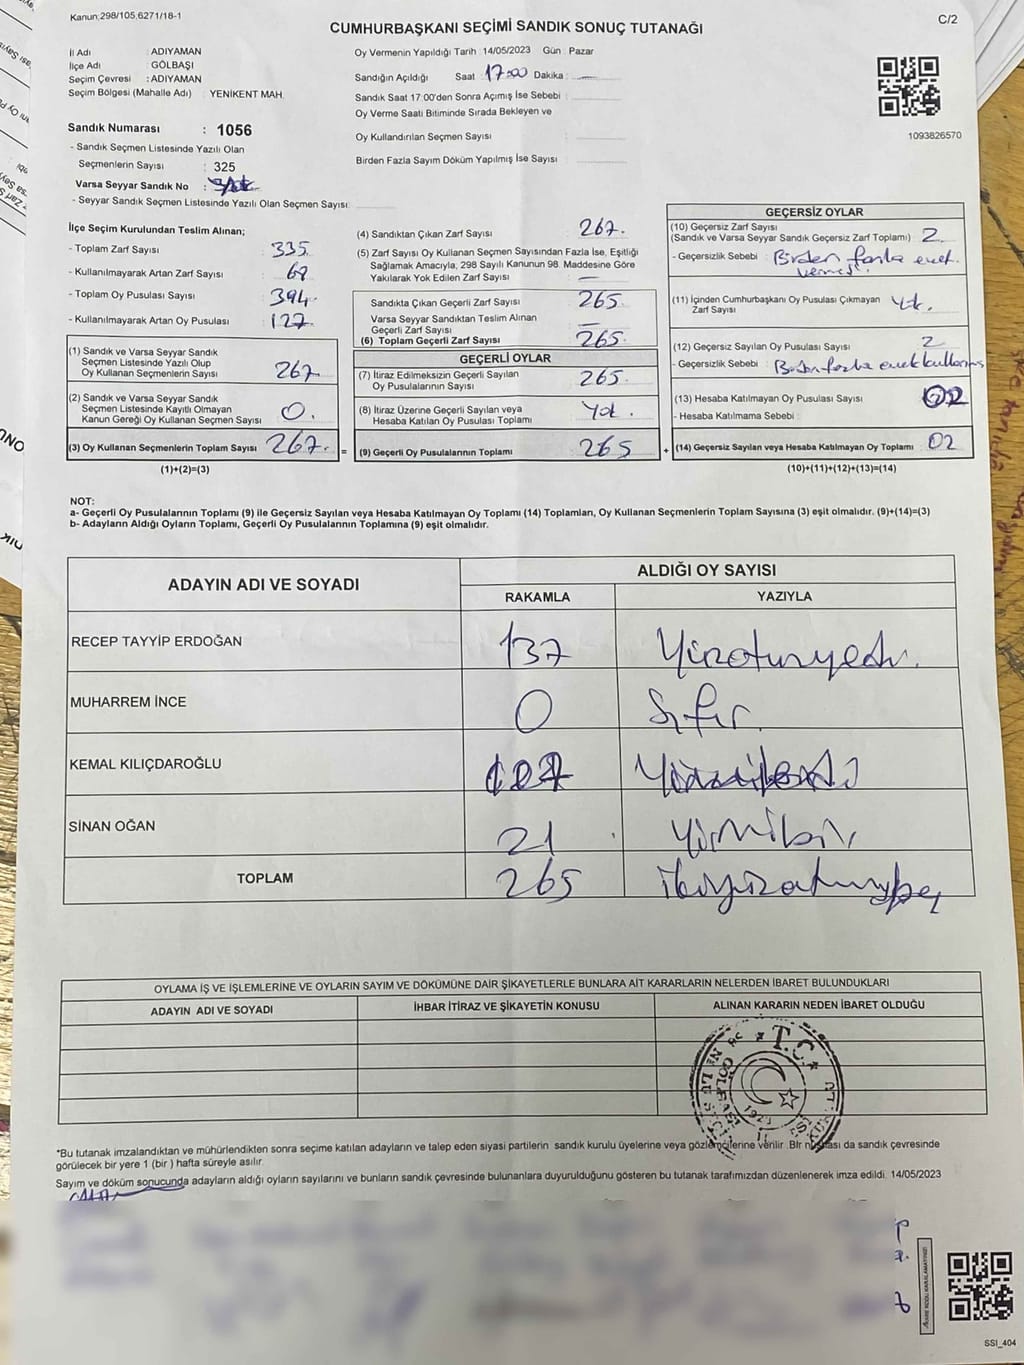 Kanun:298/105,6271/18-1
C/2
CUMHURBAŞKANI SEÇİMİ SANDIK SONUÇ TUTANAĞI
İl Adı : ADIYAMAN
İlçe Adı : GÖLBAŞI
Seçim Çevresi : ADIYAMAN
Seçim Bölgesi (Mahalle Adı) : YENİKENT MAH.
Sandık Numarası : 1056
- Sandık Seçmen Listesinde Yazılı Olan
Seçmenlerin Sayısı : 325
Varsa Seyyar Sandık No :
- Seyyar Sandık Seçmen Listesinde Yazılı Olan Seçmen Sayısı:
Oy Vermenin Yapıldığı Tarih :14/05/2023 Gün : Pazar
Sandığın Açıldığı Saat : 17:00 Dakika :
Sandık Saat 17:00'den Sonra Açımış İse Sebebi :
Oy Verme Saati Bitiminde Sırada Bekleyen ve
Oy Kullandırılan Seçmen Sayısı :
Birden Fazla Sayım Döküm Yapılmış İse Sayısı :
1093826570
İlçe Seçim Kurulundan Teslim Alınan;
- Toplam Zarf Sayısı : 335
- Kullanılmayarak Artan Zarf Sayısı :
- Toplam Oy Pusulası Sayısı : 394
- Kullanılmayarak Artan Oy Pusulası : 127
(1) Sandık ve Varsa Seyyar Sandık
Seçmen Listesinde Yazılı Olup
Oy Kullanan Seçmenlerin Sayısı : 267
(2) Sandık ve Varsa Seyyar Sandık
Seçmen Listesinde Kayıtlı Olmayan
Kanun Gereği Oy Kullanan Seçmen Sayısı : 0.
(3) Oy Kullanan Seçmenlerin Toplam Sayısı : 267. =
(1)+(2)=(3)
(4) Sandıktan Çıkan Zarf Sayısı : 267.
(5) Zarf Sayısı Oy Kullanan Seçmen Sayısından Fazla İse, Eşitliği
Sağlamak Amacıyla, 298 Sayılı Kanunun 98. Maddesine Göre
Yakılarak Yok Edilen Zarf Sayısı : —
Sandıkta Çıkan Geçerli Zarf Sayısı : 265
Varsa Seyyar Sandıktan Teslim Alınan
Geçerli Zarf Sayısı : —
(6) Toplam Geçerli Zarf Sayısı : 265
GEÇERLİ OYLAR
(7) İtiraz Edilmeksizin Geçerli Sayılan
Oy Pusulalarının Sayısı : 265
(8) İtiraz Üzerine Geçerli Sayılan veya
Hesaba Katılan Oy Pusulası Toplamı : Yok.
(9) Geçerli Oy Pusulalarının Toplamı : 265 +
GEÇERSİZ OYLAR
(10) Geçersiz Zarf Sayısı
(Sandık ve Varsa Seyyar Sandık Geçersiz Zarf Toplamı) : 2
- Geçersizlik Sebebi : Birden fazla evet.
(11) İçinden Cumhurbaşkanı Oy Pusulası Çıkmayan
Zarf Sayısı : Yok.
(12) Geçersiz Sayılan Oy Pusulası Sayısı : 2
- Geçersizlik Sebebi : Birden fazla evet
(13) Hesaba Katılmayan Oy Pusulası Sayısı : 02
- Hesaba Katılmama Sebebi :
(14) Geçersiz Sayılan veya Hesaba Katılmayan Oy Toplamı : 02
(10)+(11)+(12)+(13)=(14)
NOT:
a- Geçerli Oy Pusulalarının Toplamı (9) ile Geçersiz Sayılan veya Hesaba Katılmayan Oy Toplamı (14) Toplamları, Oy Kullanan Seçmenlerin Toplam Sayısına (3) eşit olmalıdır. (9)+(14)=(3)
b- Adayların Aldığı Oyların Toplamı, Geçerli Oy Pusulalarının Toplamına (9) eşit olmalıdır.
ADAYIN ADI VE SOYADI
ALDIĞI OY SAYISI
RAKAMLA YAZIYLA
RECEP TAYYİP ERDOĞAN 137 Yüzotuzyedi.
MUHARREM İNCE 0 Sıfır.
KEMAL KILIÇDAROĞLU 107
SİNAN OĞAN 21 yirmibir
TOPLAM 265 ikiyüzaltmışbeş
OYLAMA İŞ VE İŞLEMLERİNE VE OYLARIN SAYIM VE DÖKÜMÜNE DAİR ŞİKAYETLERLE BUNLARA AİT KARARLARIN NELERDEN İBARET BULUNDUKLARI
ADAYIN ADI VE SOYADI İHBAR İTİRAZ VE ŞİKAYETİN KONUSU ALINAN KARARIN NEDEN İBARET OLDUĞU
T.C.
*Bu tutanak imzalandıktan ve mühürlendikten sonra seçime katılan adayların ve talep eden siyasi partilerin sandık kurulu üyelerine veya gözlemcilerine verilir. Bir nüshası da sandık çevresinde
görülecek bir yere 1 (bir ) hafta süreyle asılır.
Sayım ve döküm sonucunda adayların aldığı oyların sayılarını ve bunların sandık çevresinde bulunanlara duyurulduğunu gösteren bu tutanak tarafımızdan düzenlenerek imza edildi. 14/05/2023
SSI_404